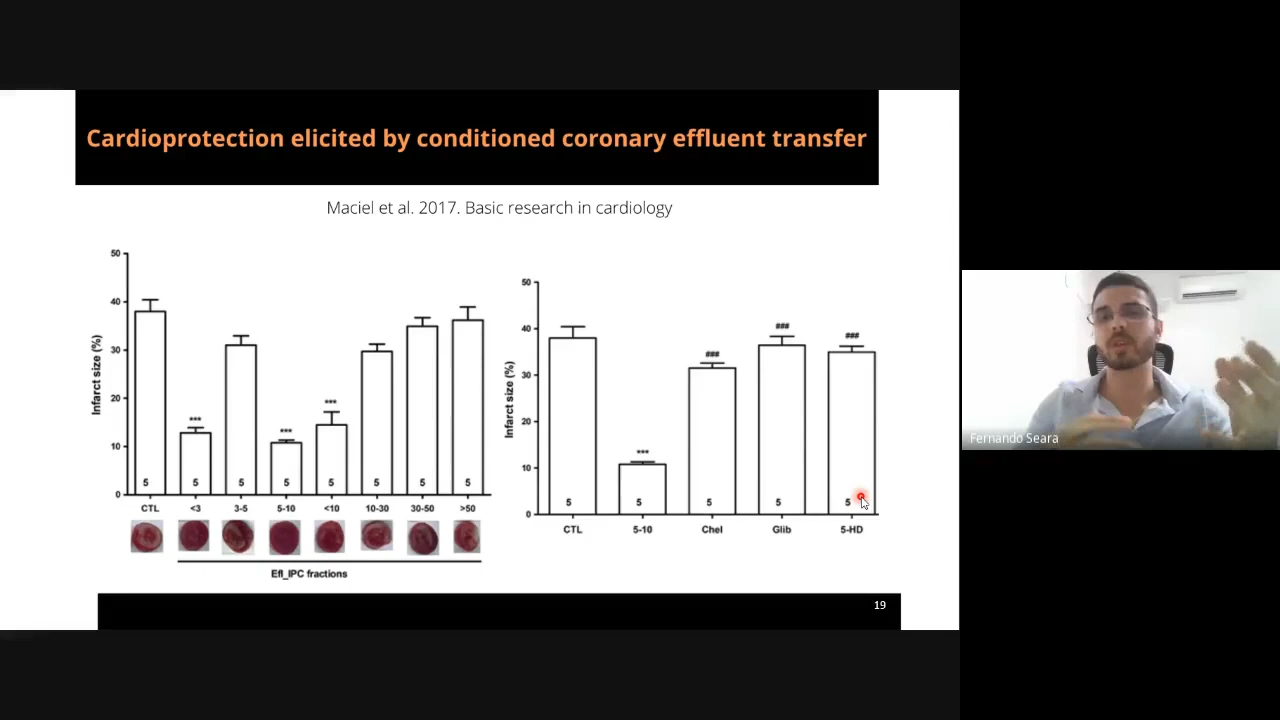 Cardioprotection elicited by conditioned coronary effluent transfer
Maciel et al. 2017. Basic research in cardiology
50
40
30
20
10
0
Infarct size (%)
***
***
***
5 5 5 5 5 5 5 5
CTL <3 3-5 5-10 <10 10-30 30-50 >50
Efl_IPC fractions
50
40
30
20
10
0
Infarct size (%)
***
###
###
###
5 5 5 5 5
CTL 5-10 Chel Glib 5-HD
19
Fernando Seara